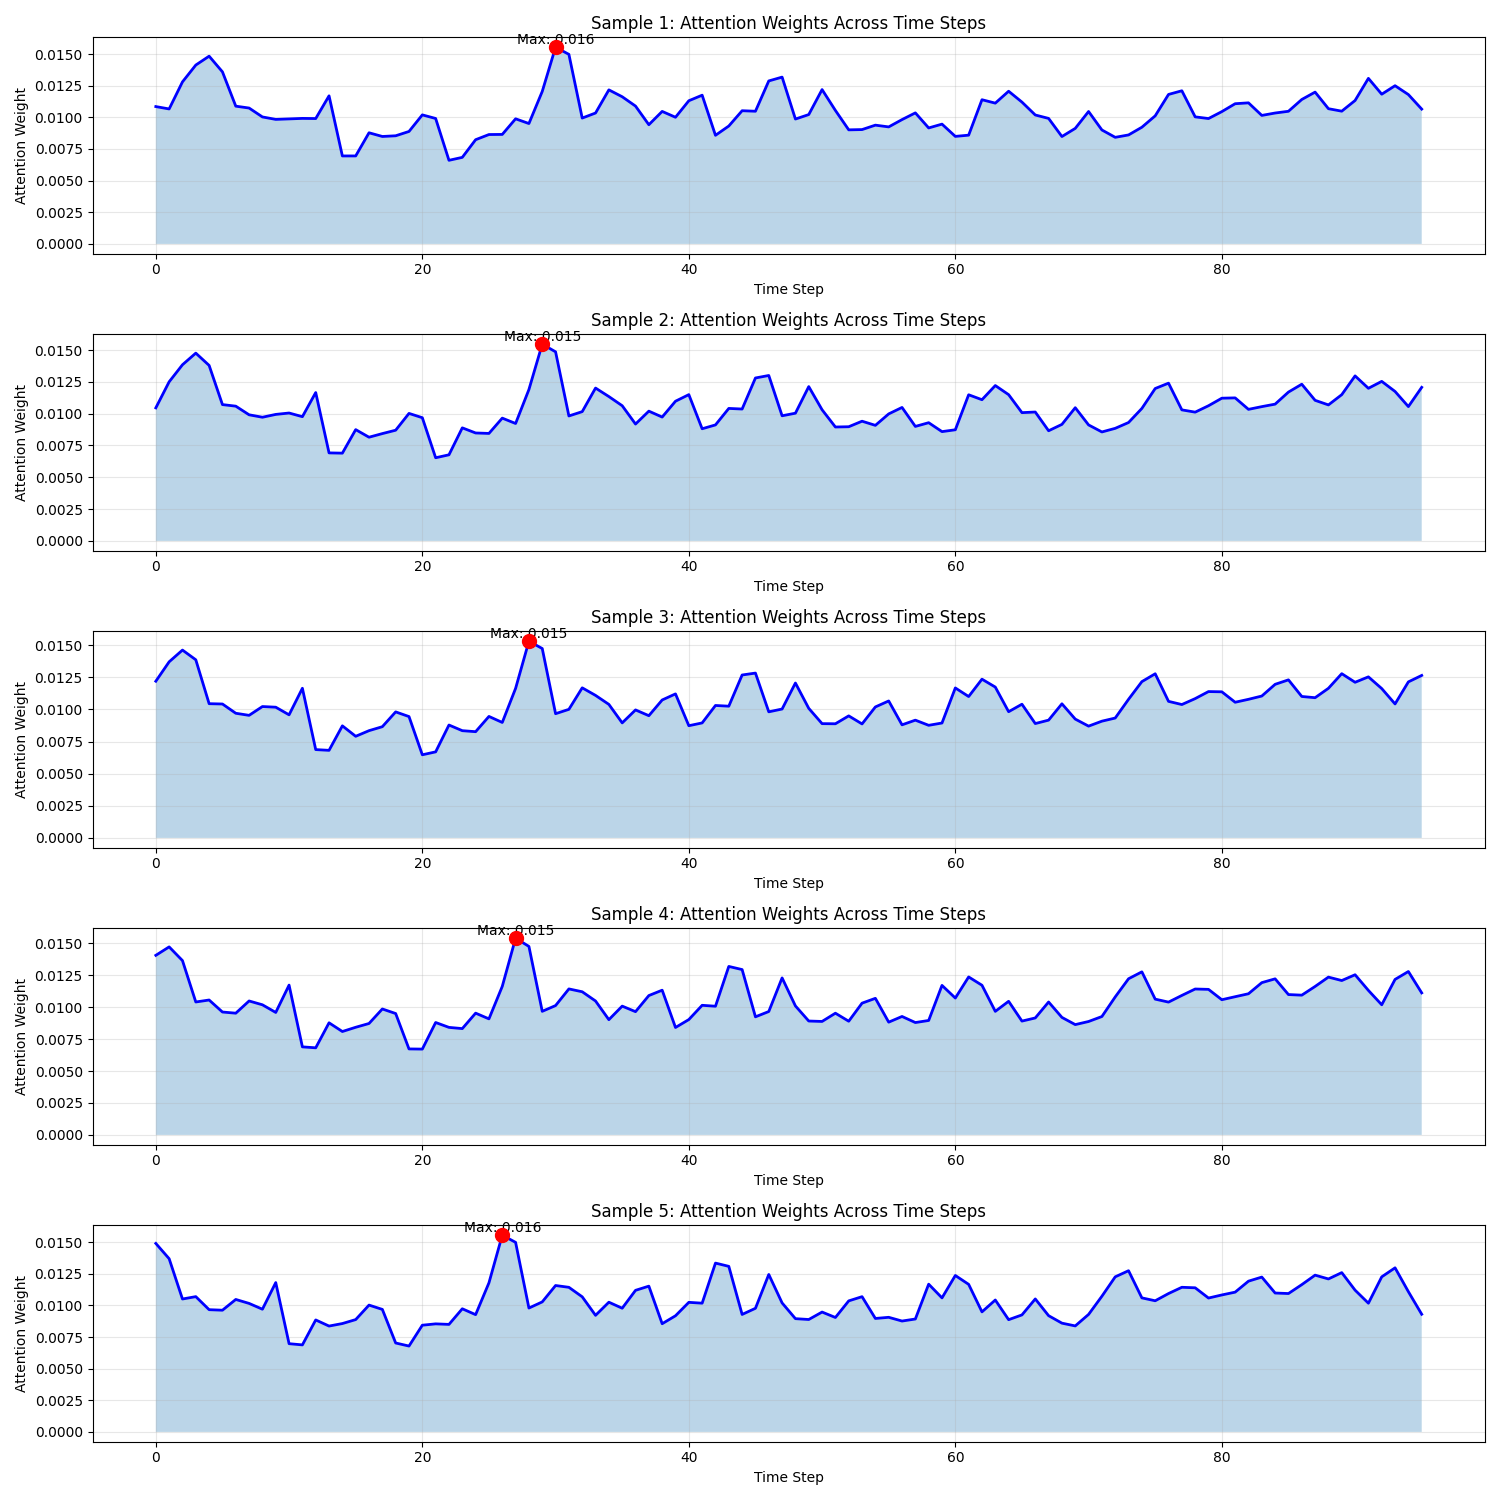 Sample 1: Attention Weights Across Time Steps
Max: 0.016
0.0150
0.0125
0.0100
0.0075
0.0050
0.0025
0.0000
Attention Weight
0 20 40 60 80
Time Step
Sample 2: Attention Weights Across Time Steps
Max: 0.015
0.0150
0.0125
0.0100
0.0075
0.0050
0.0025
0.0000
Attention Weight
0 20 40 60 80
Time Step
Sample 3: Attention Weights Across Time Steps
Max: 0.015
0.0150
0.0125
0.0100
0.0075
0.0050
0.0025
0.0000
Attention Weight
0 20 40 60 80
Time Step
Sample 4: Attention Weights Across Time Steps
Max: 0.015
0.0150
0.0125
0.0100
0.0075
0.0050
0.0025
0.0000
Attention Weight
0 20 40 60 80
Time Step
Sample 5: Attention Weights Across Time Steps
Max: 0.016
0.0150
0.0125
0.0100
0.0075
0.0050
0.0025
0.0000
Attention Weight
0 20 40 60 80
Time Step